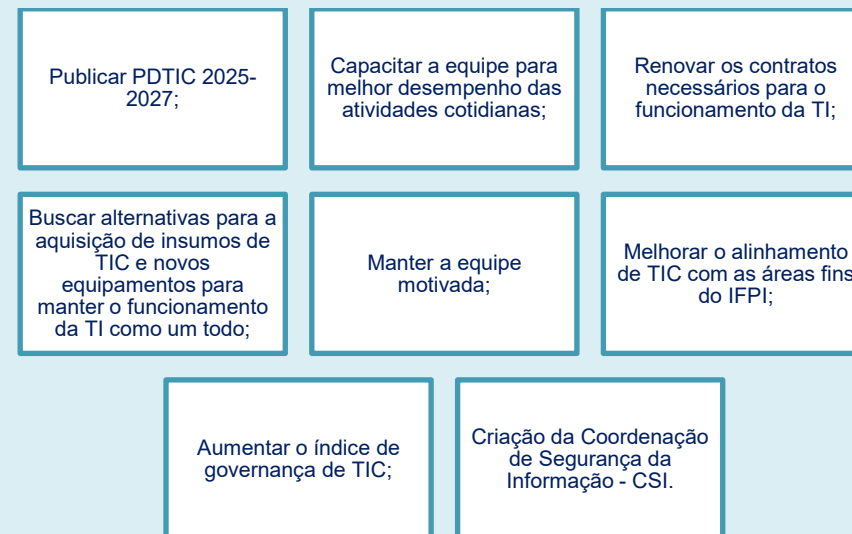 Publicar PDTIC 2025-
2027;
Capacitar a equipe para
melhor desempenho das
atividades cotidianas;
Renovar os contratos
necessários para o
funcionamento da TI;
Buscar alternativas para a
aquisição de insumos de
TIC e novos
equipamentos para
manter o funcionamento
da TI como um todo;
Manter a equipe
motivada;
Melhorar o alinhamento
de TIC com as áreas fins
do IFPI;
Aumentar o índice de
governança de TIC;
Criação da Coordenação
de Segurança da
Informação - CSI.